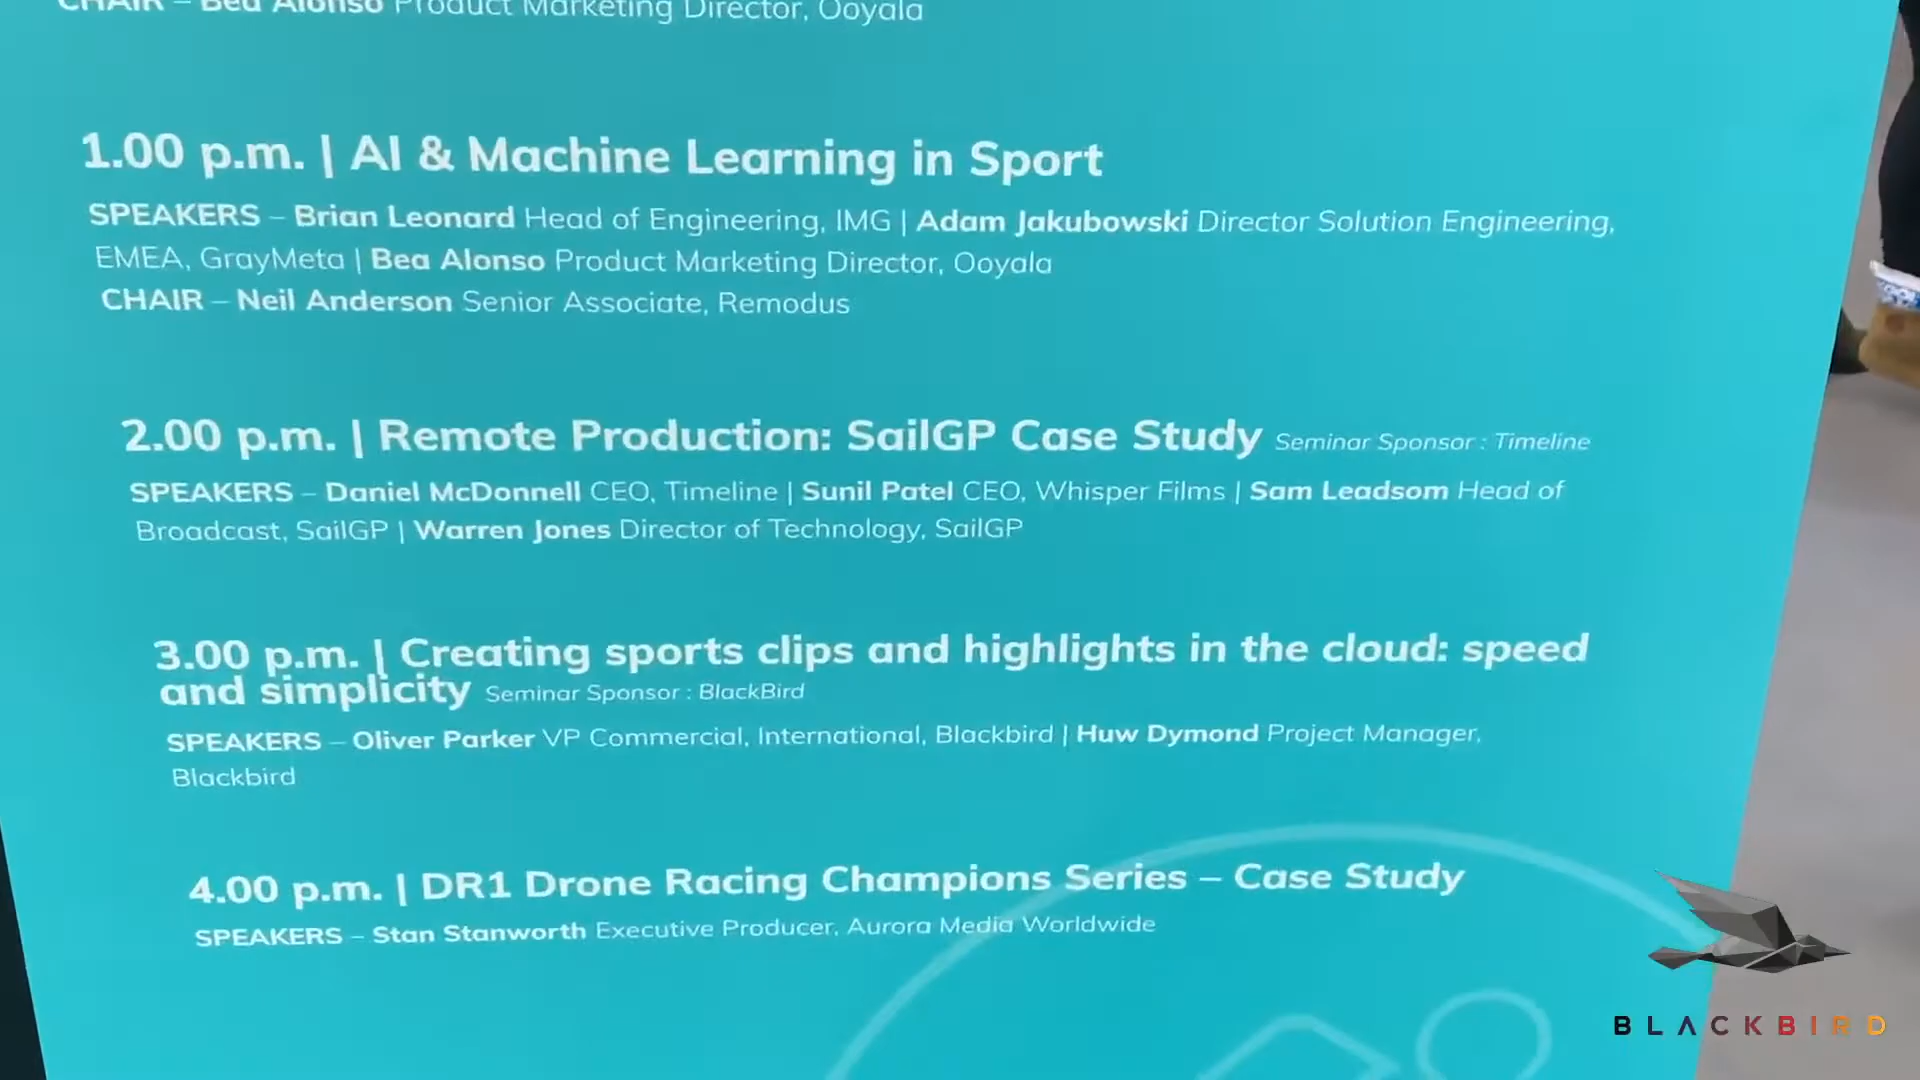 CHAIR – Bea Alonso Product Marketing Director, Ooyala
1.00 p.m. | AI & Machine Learning in Sport
SPEAKERS – Brian Leonard Head of Engineering, IMG | Adam Jakubowski Director Solution Engineering,
EMEA, GrayMeta | Bea Alonso Product Marketing Director, Ooyala
CHAIR – Neil Anderson Senior Associate, Remodus
2.00 p.m. | Remote Production: SailGP Case Study Seminar Sponsor : Timeline
SPEAKERS – Daniel McDonnell CEO, Timeline | Sunil Patel CEO, Whisper Films | Sam Leadsom Head of
Broadcast, SailGP | Warren Jones Director of Technology, SailGP
3.00 p.m. | Creating sports clips and highlights in the cloud: speed
and simplicity Seminar Sponsor : BlackBird
SPEAKERS – Oliver Parker VP Commercial, International, Blackbird | Huw Dymond Project Manager,
Blackbird
4.00 p.m. | DR1 Drone Racing Champions Series – Case Study
SPEAKERS – Stan Stanworth Executive Producer, Aurora Media Worldwide
BLACKBIRD